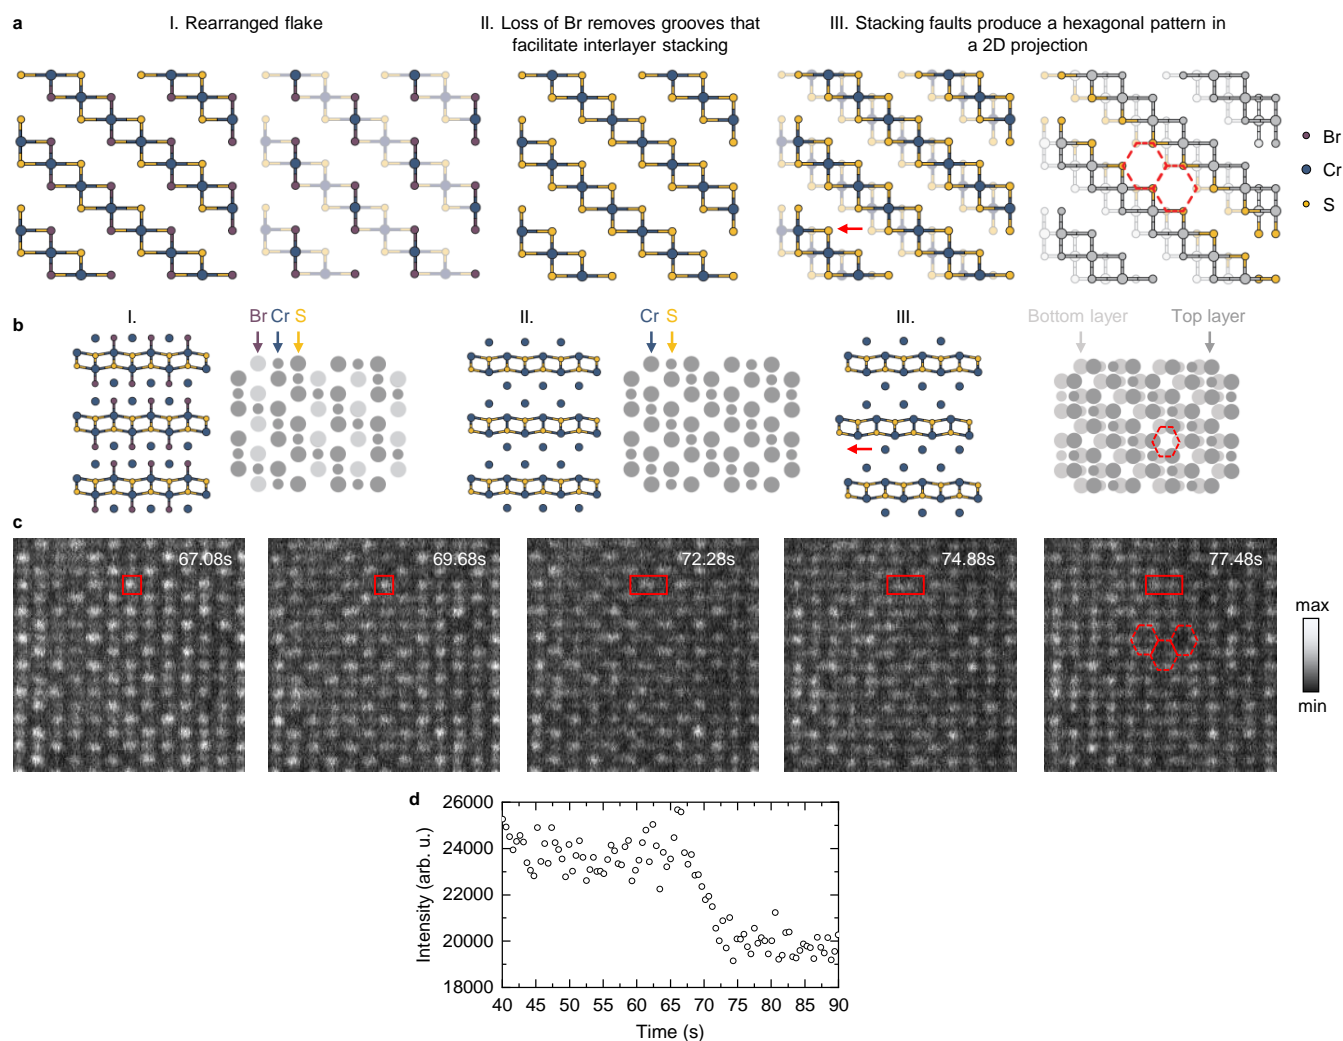 a
I. Rearranged flake
II. Loss of Br removes grooves that
facilitate interlayer stacking
III. Stacking faults produce a hexagonal pattern in
a 2D projection
Br
Cr
S
b
I.
Br Cr S
II.
Cr S
III.
Bottom layer
Top layer
c
67.08s
69.68s
72.28s
74.88s
77.48s
max
min
d
26000
24000
22000
20000
18000
Intensity (arb. u.)
40 45 50 55 60 65 70 75 80 85 90
Time (s)